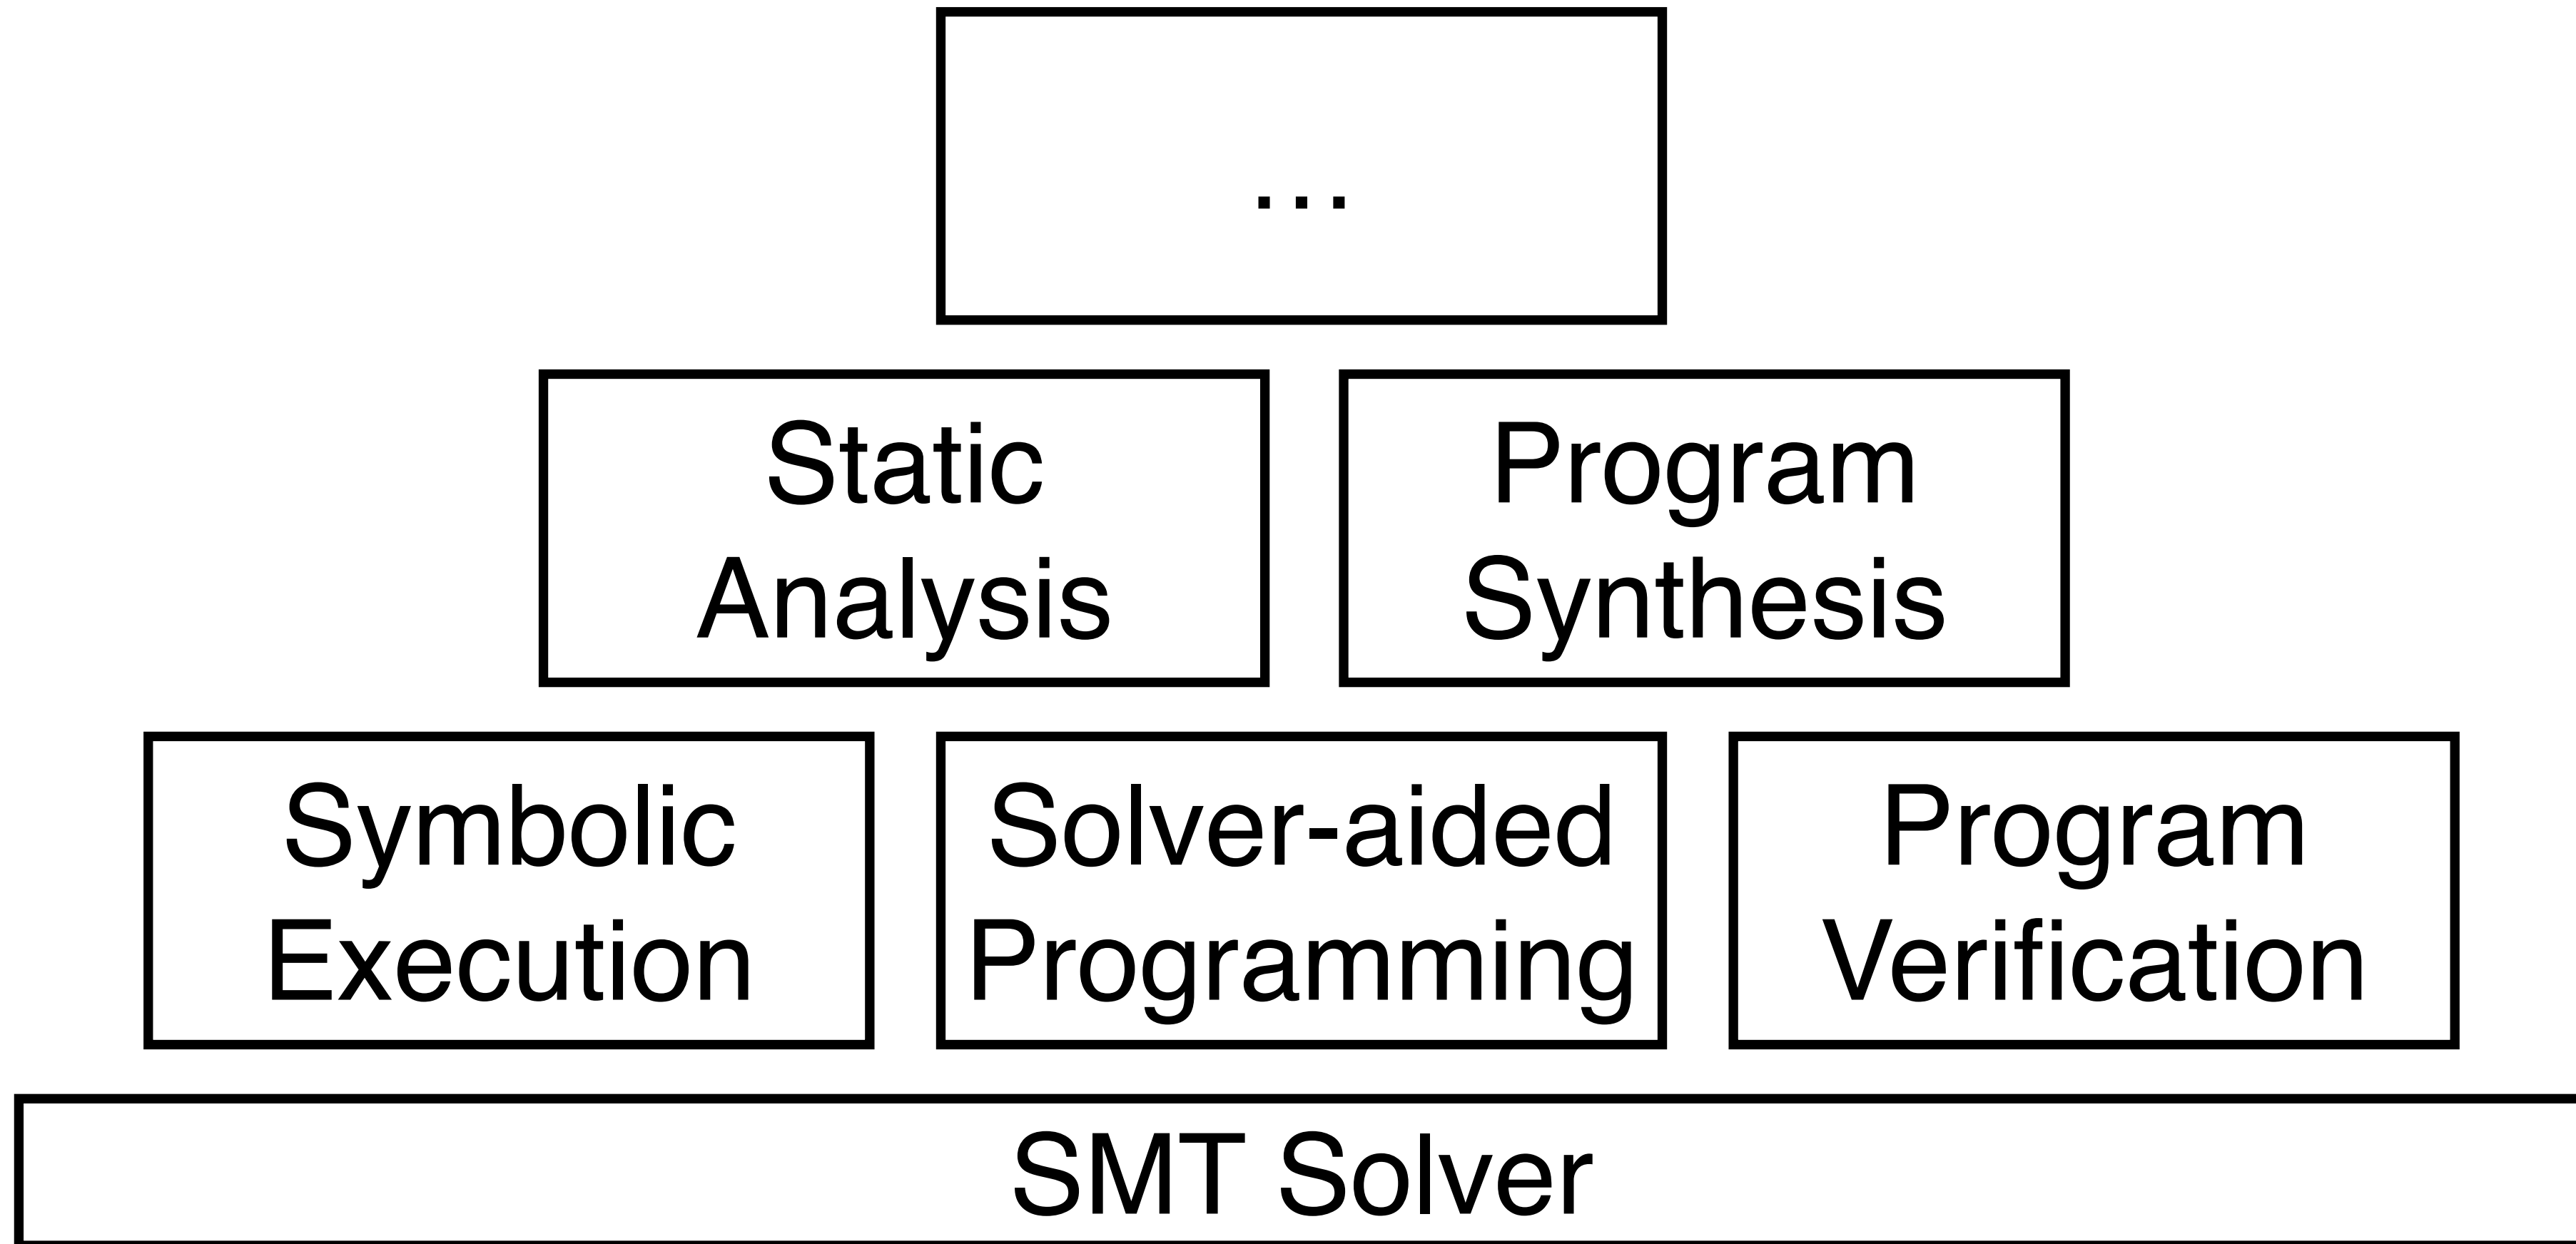 ...
Static
Analysis
Program
Synthesis
Symbolic
Execution
Solver-aided
Programming
Program
Verification
SMT Solver